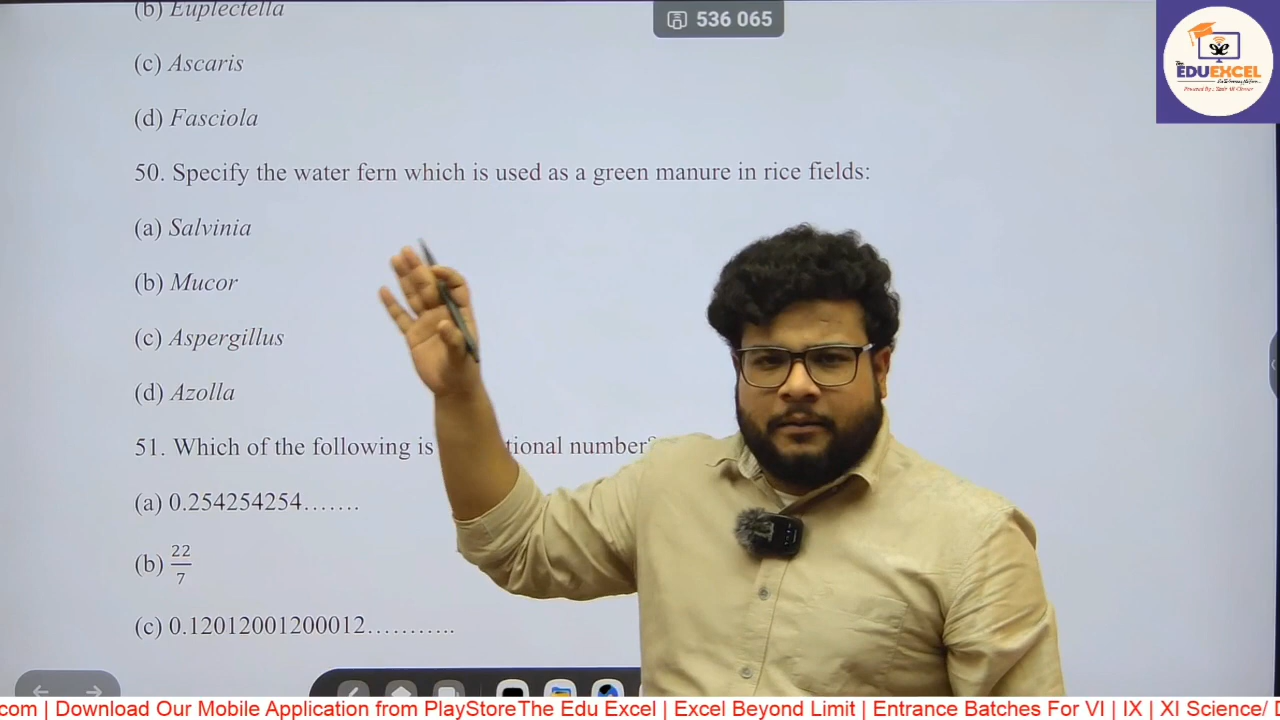 (b) Euplectella
536 065
(c) Ascaris
(d) Fasciola
50. Specify the water fern which is used as a green manure in rice fields:
(a) Salvinia
(b) Mucor
(c) Aspergillus
(d) Azolla
51. Which of the following is tional number?
(a) 0.254254254…….
(b) 22/7
(c) 0.12012001200012………..
The
EDUEXCEL
.com | Download Our Mobile Application from PlayStoreThe Edu Excel | Excel Beyond Limit | Entrance Batches For VI | IX | XI Science/